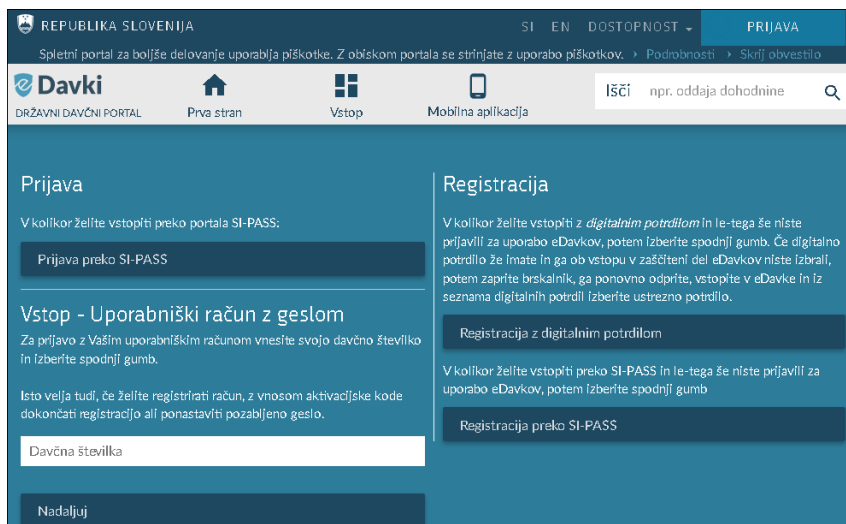 REPUBLIKA SLOVENIJA
SI EN DOSTOPNOST PRIJAVA
Spletni portal za boljše delovanje uporablja piškotke. Z obiskom portala se strinjate z uporabo piškotkov. › Podrobnosti › Skrij obvestilo
eDavki
DRŽAVNI DAVČNI PORTAL
Prva stran
Vstop
Mobilna aplikacija
Išči npr. oddaja dohodnine
Prijava
V kolikor želite vstopiti preko portala SI-PASS:
Prijava preko SI-PASS
Vstop - Uporabniški račun z geslom
Za prijavo z Vašim uporabniškim računom vnesite svojo davčno številko
in izberite spodnji gumb.
Isto velja tudi, če želite registrirati račun, z vnosom aktivacijske kode
dokončati registracijo ali ponastaviti pozabljeno geslo.
Davčna številka
Nadaljuj
Registracija
V kolikor želite vstopiti z digitalnim potrdilom in le-tega še niste
prijavili za uporabo eDavkov, potem izberite spodnji gumb. Če digitalno
potrdilo že imate in ga ob vstopu v zaščiteni del eDavkov niste izbrali,
potem zaprite brskalnik, ga ponovno odprite, vstopite v eDavke in iz
seznama digitalnih potrdil izberite ustrezno potrdilo.
Registracija z digitalnim potrdilom
V kolikor želite vstopiti preko SI-PASS in le-tega še niste prijavili za
uporabo eDavkov, potem izberite spodnji gumb
Registracija preko SI-PASS